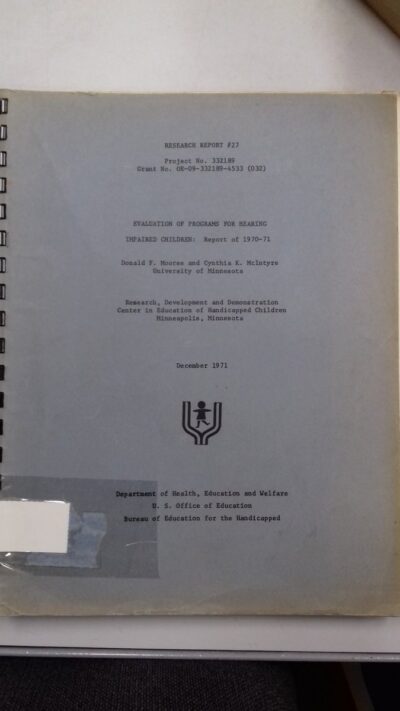 RESEARCH REPORT #27
Project No. 332189
Grant No. OE-09-332189-4533 (032)
EVALUATION OF PROGRAMS FOR HEARING
IMPAIRED CHILDREN: Report of 1970-71
Donald F. Moores and Cynthia K. McIntyre
University of Minnesota
Research, Development and Demonstration
Center in Education of Handicapped Children
Minneapolis, Minnesota
December 1971
Department of Health, Education and Welfare
U. S. Office of Education
Bureau of Education for the Handicapped